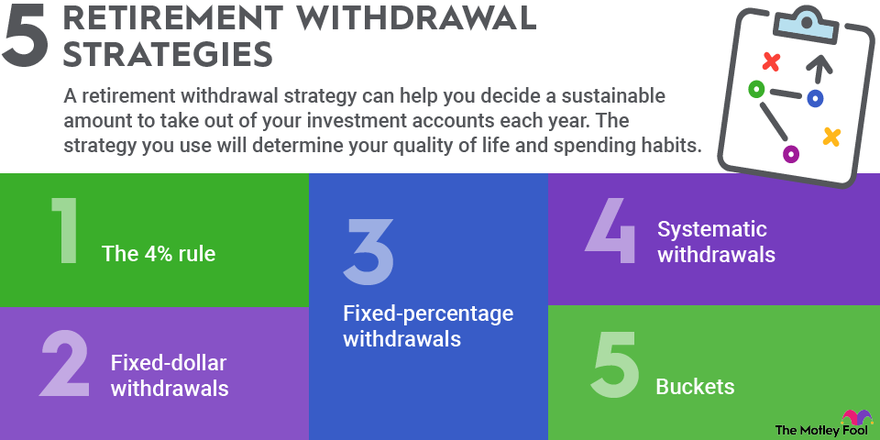 5 RETIREMENT WITHDRAWAL
STRATEGIES
A retirement withdrawal strategy can help you decide a sustainable
amount to take out of your investment accounts each year. The
strategy you use will determine your quality of life and spending habits.
1 The 4% rule
2 Fixed-dollar
withdrawals
3
Fixed-percentage
withdrawals
4 Systematic
withdrawals
5 Buckets
The Motley Fool